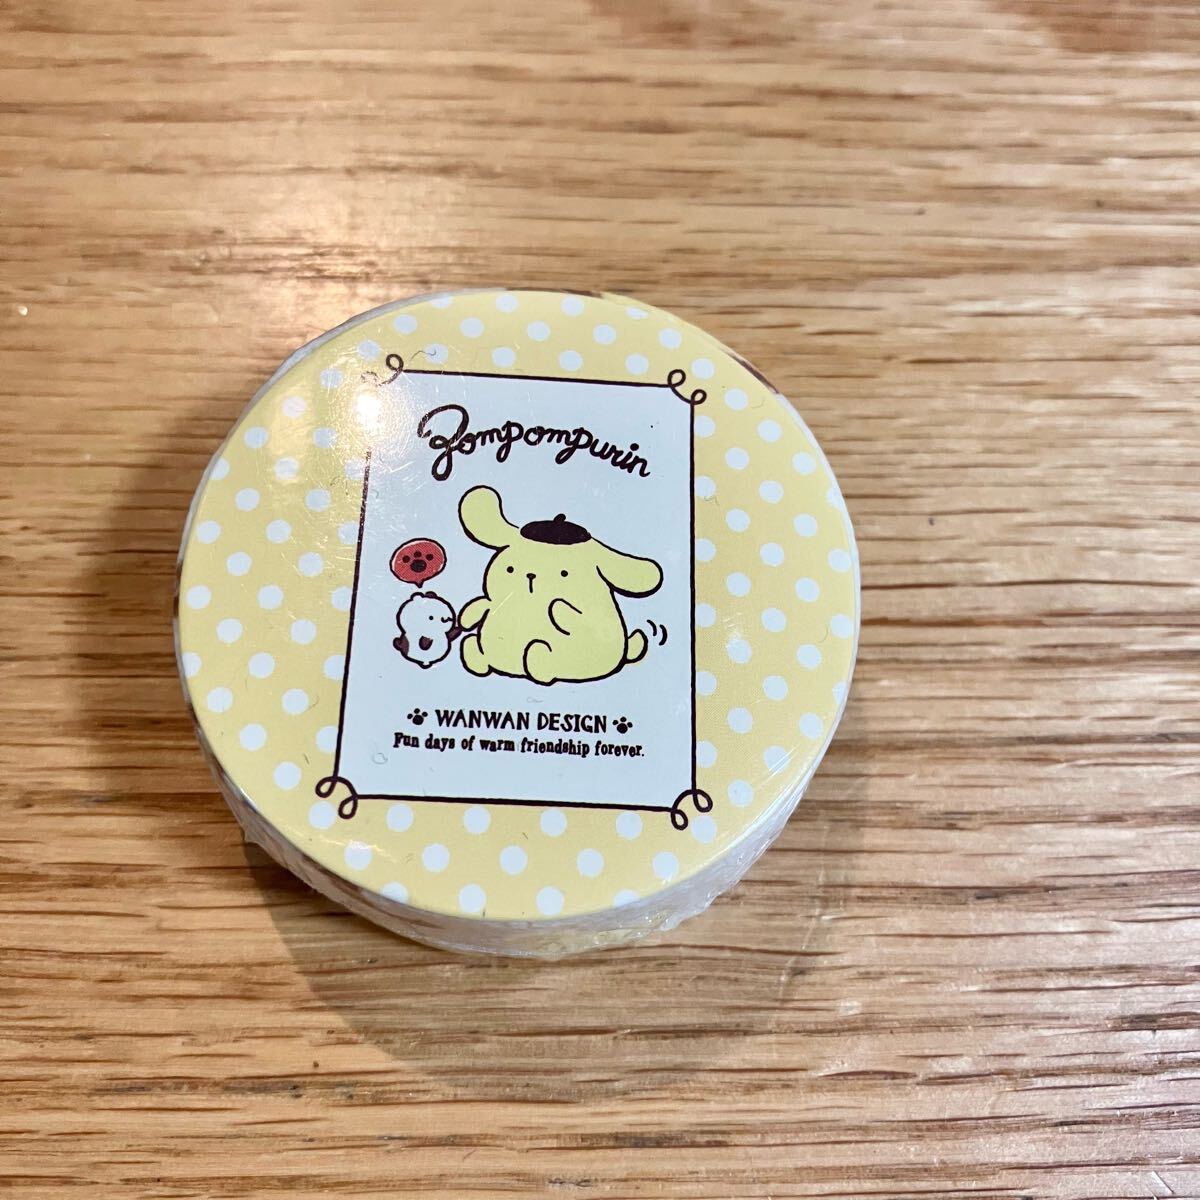 Pompompurin
WANWAN DESIGN
Fun days of warm friendship forever.